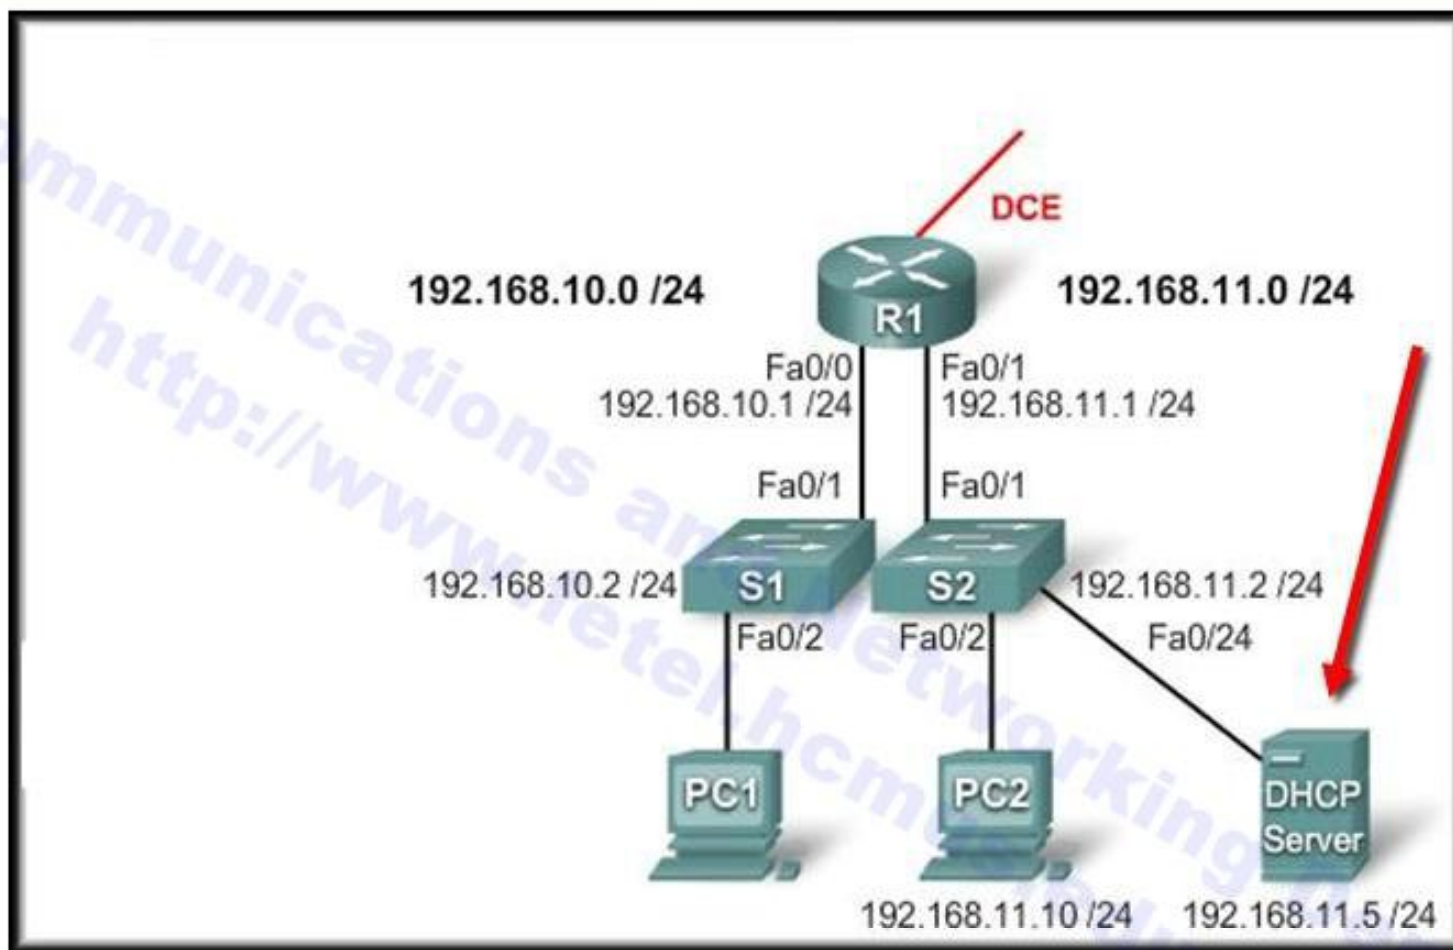 DCE
192.168.10.0 /24
192.168.11.0 /24
R1
Fa0/0
Fa0/1
192.168.10.1 /24
192.168.11.1 /24
Fa0/1
Fa0/1
192.168.10.2 /24
S1
S2
192.168.11.2 /24
Fa0/2
Fa0/2
Fa0/24
PC1
PC2
DHCP
Server
192.168.11.10 /24
192.168.11.5 /24